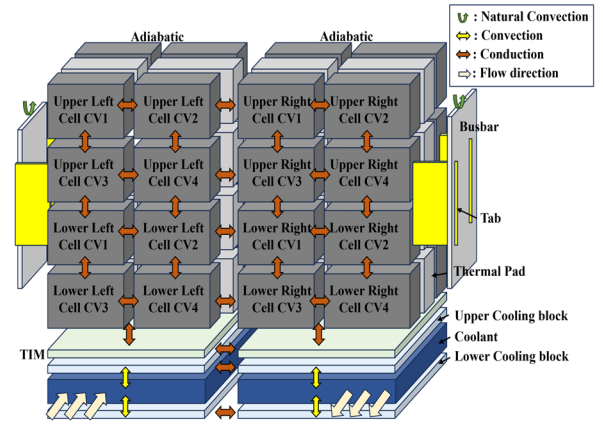 Adiabatic
Adiabatic
: Natural Convection
: Convection
: Conduction
: Flow direction
Upper Left
Cell CV1
Upper Left
Cell CV2
Upper Right
Cell CV1
Upper Right
Cell CV2
Busbar
Upper Left
Cell CV3
Upper Left
Cell CV4
Upper Right
Cell CV3
Upper Right
Cell CV4
Tab
Lower Left
Cell CV1
Lower Left
Cell CV2
Lower Right
Cell CV1
Lower Right
Cell CV2
Thermal Pad
Lower Left
Cell CV3
Lower Left
Cell CV4
Lower Right
Cell CV3
Lower Right
Cell CV4
Upper Cooling block
Coolant
TIM
Lower Cooling block